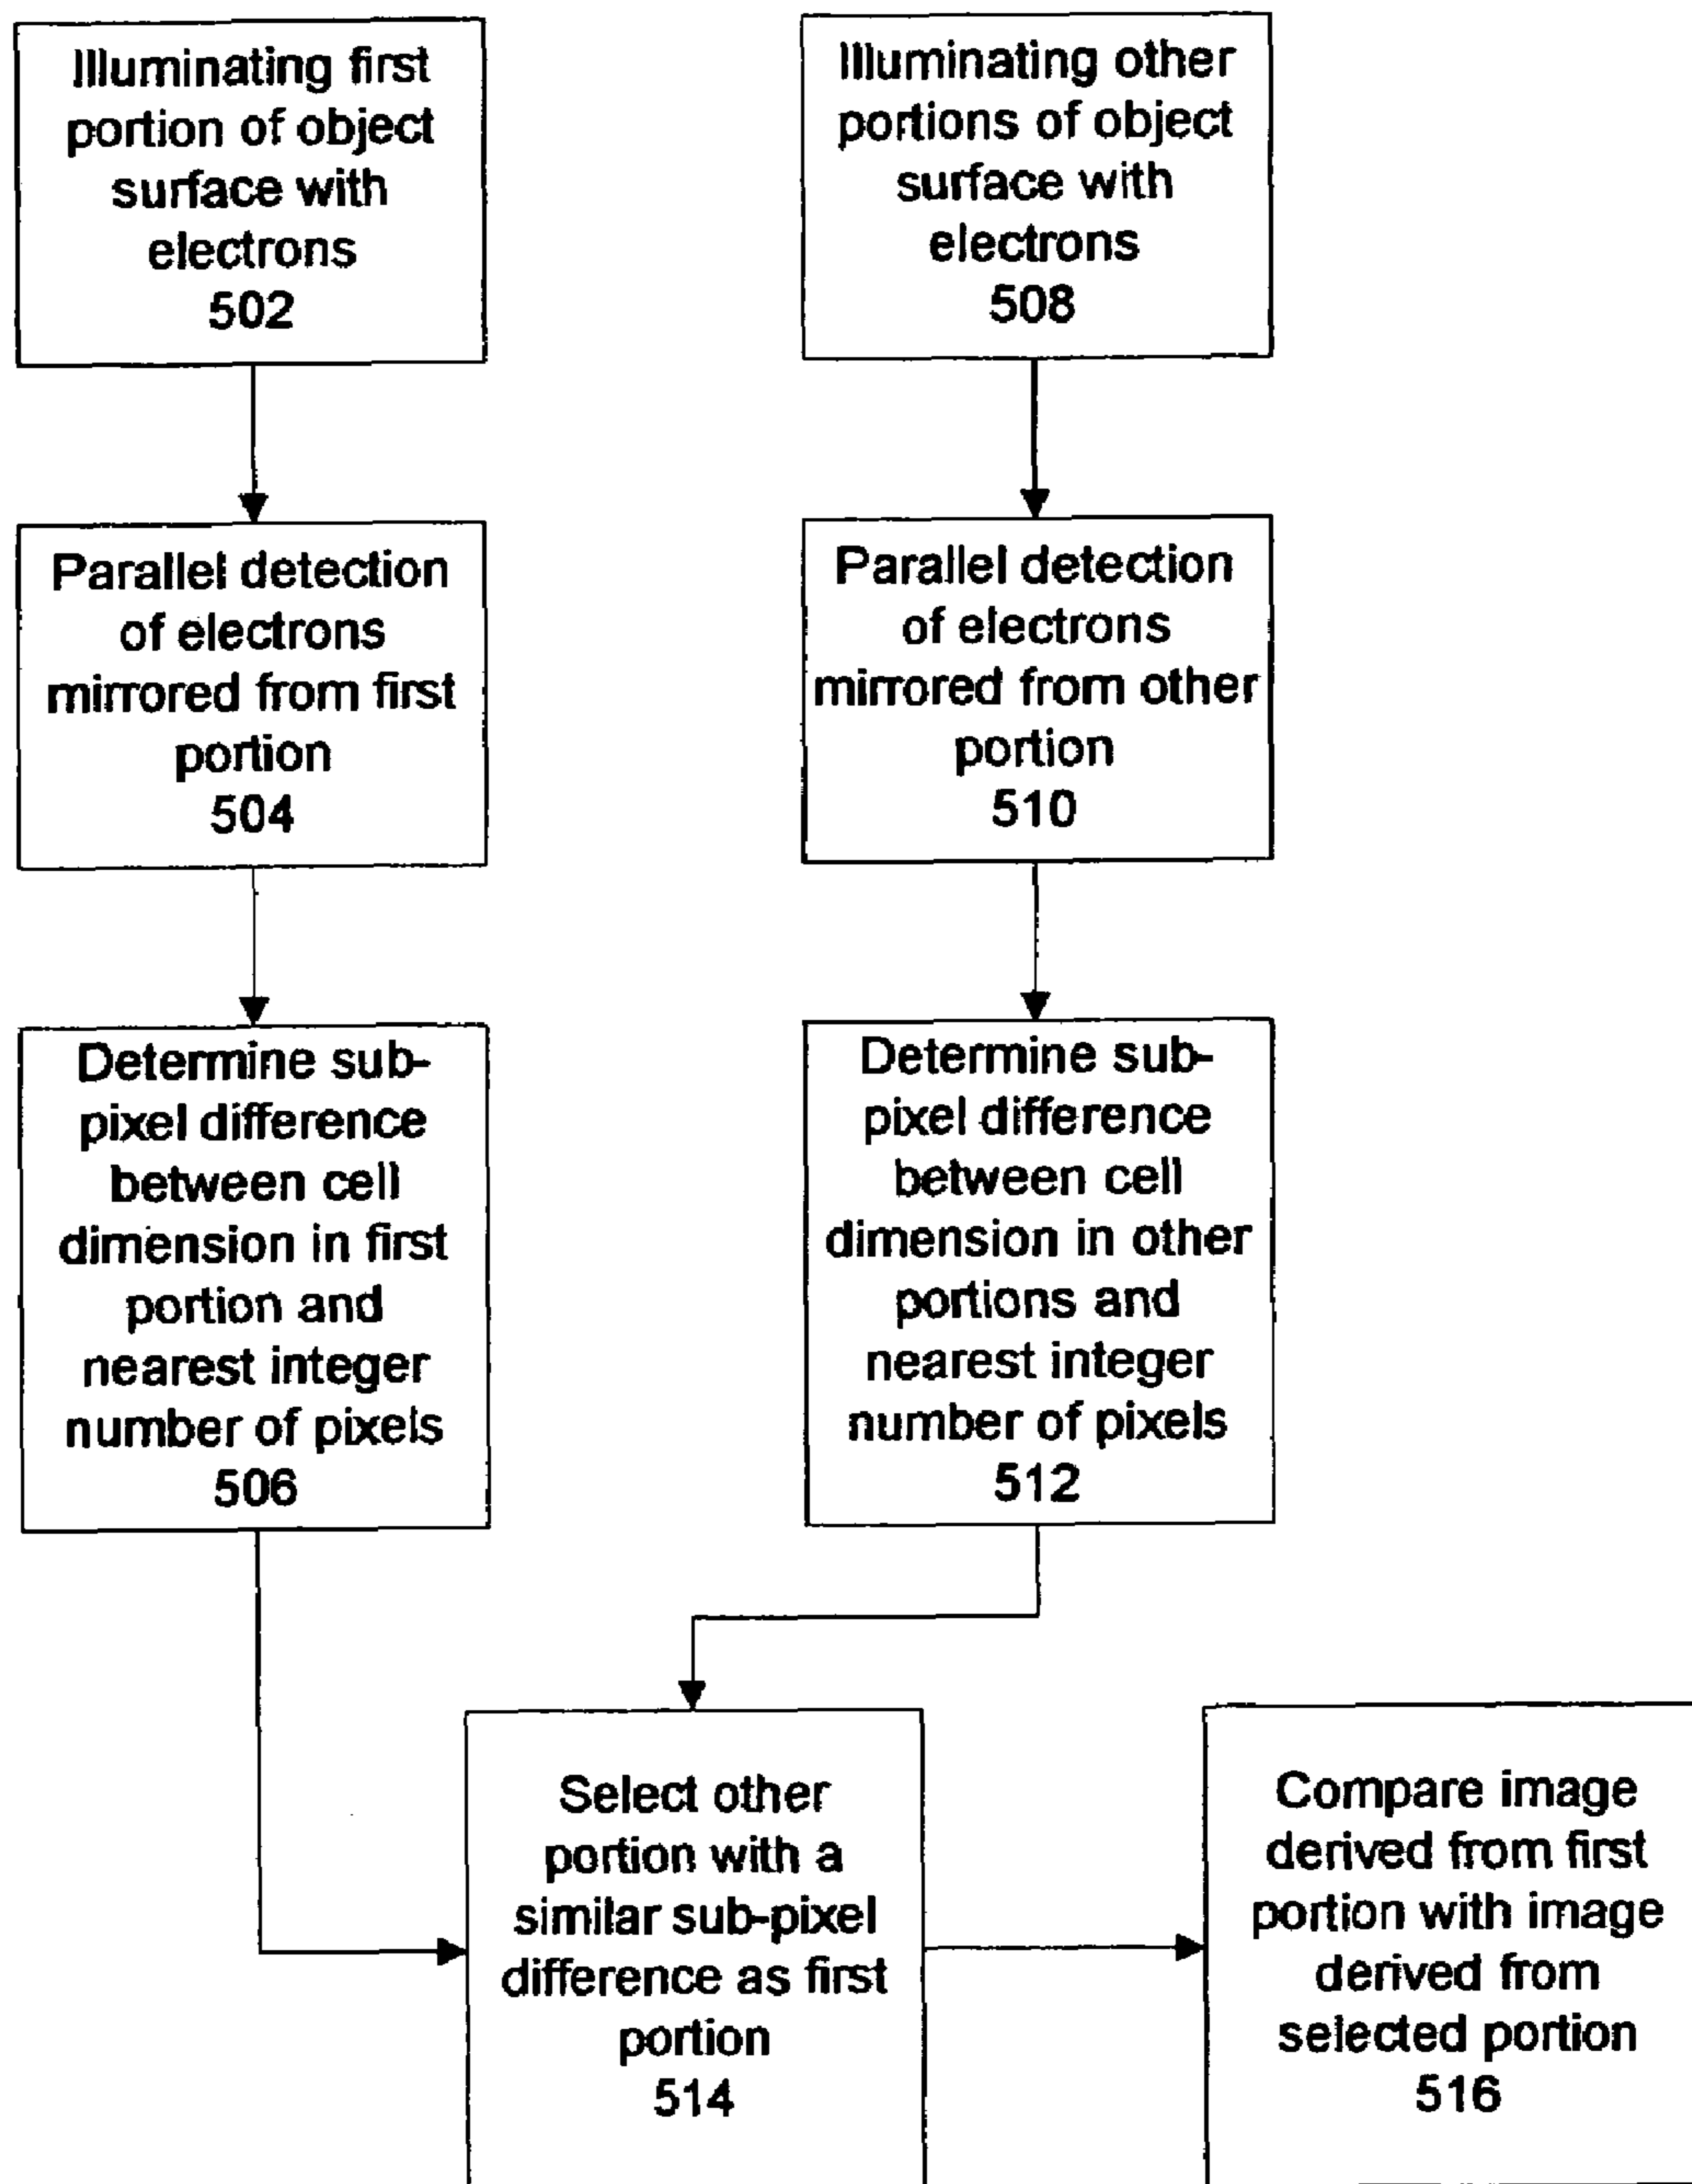 Illuminating first
portion of object
surface with
electrons
502
Parallel detection
of electrons
mirrored from first
portion
504
Determine sub-
pixel difference
between cell
dimension in first
portion and
nearest integer
number of pixels
506
Illuminating other
portions of object
surface with
electrons
508
Parallel detection
of electrons
mirrored from other
portion
510
Determine sub-
pixel difference
between cell
dimension in other
portions and
nearest integer
number of pixels
512
Select other
portion with a
similar sub-pixel
difference as first
portion
514
Compare image
derived from first
portion with image
derived from
selected portion
516